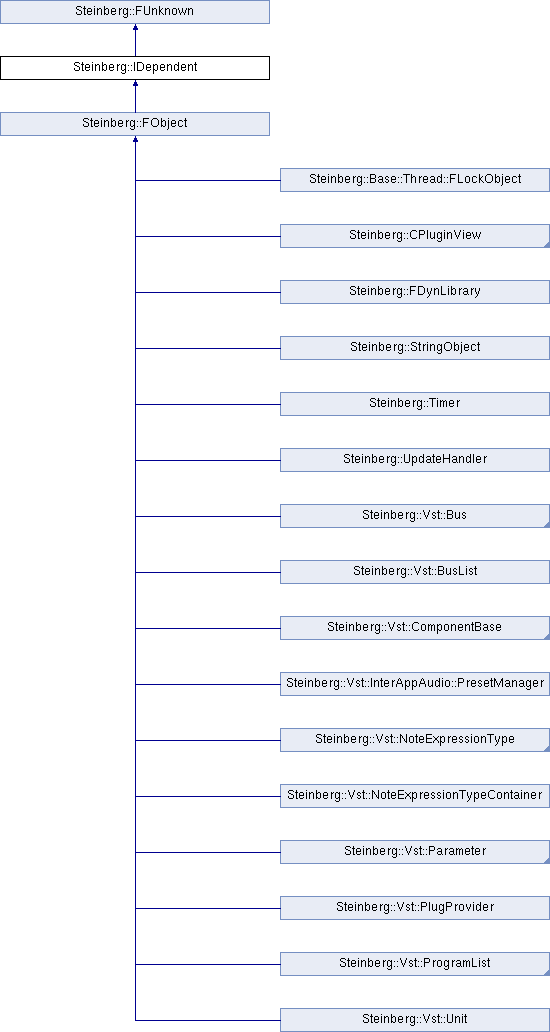 Steinberg::FUnknown
Steinberg::IDependent
Steinberg::FObject
Steinberg::Base::Thread::FLockObject
Steinberg::CPluginView
Steinberg::FDynLibrary
Steinberg::StringObject
Steinberg::Timer
Steinberg::UpdateHandler
Steinberg::Vst::Bus
Steinberg::Vst::BusList
Steinberg::Vst::ComponentBase
Steinberg::Vst::InterAppAudio::PresetManager
Steinberg::Vst::NoteExpressionType
Steinberg::Vst::NoteExpressionTypeContainer
Steinberg::Vst::Parameter
Steinberg::Vst::PlugProvider
Steinberg::Vst::ProgramList
Steinberg::Vst::Unit